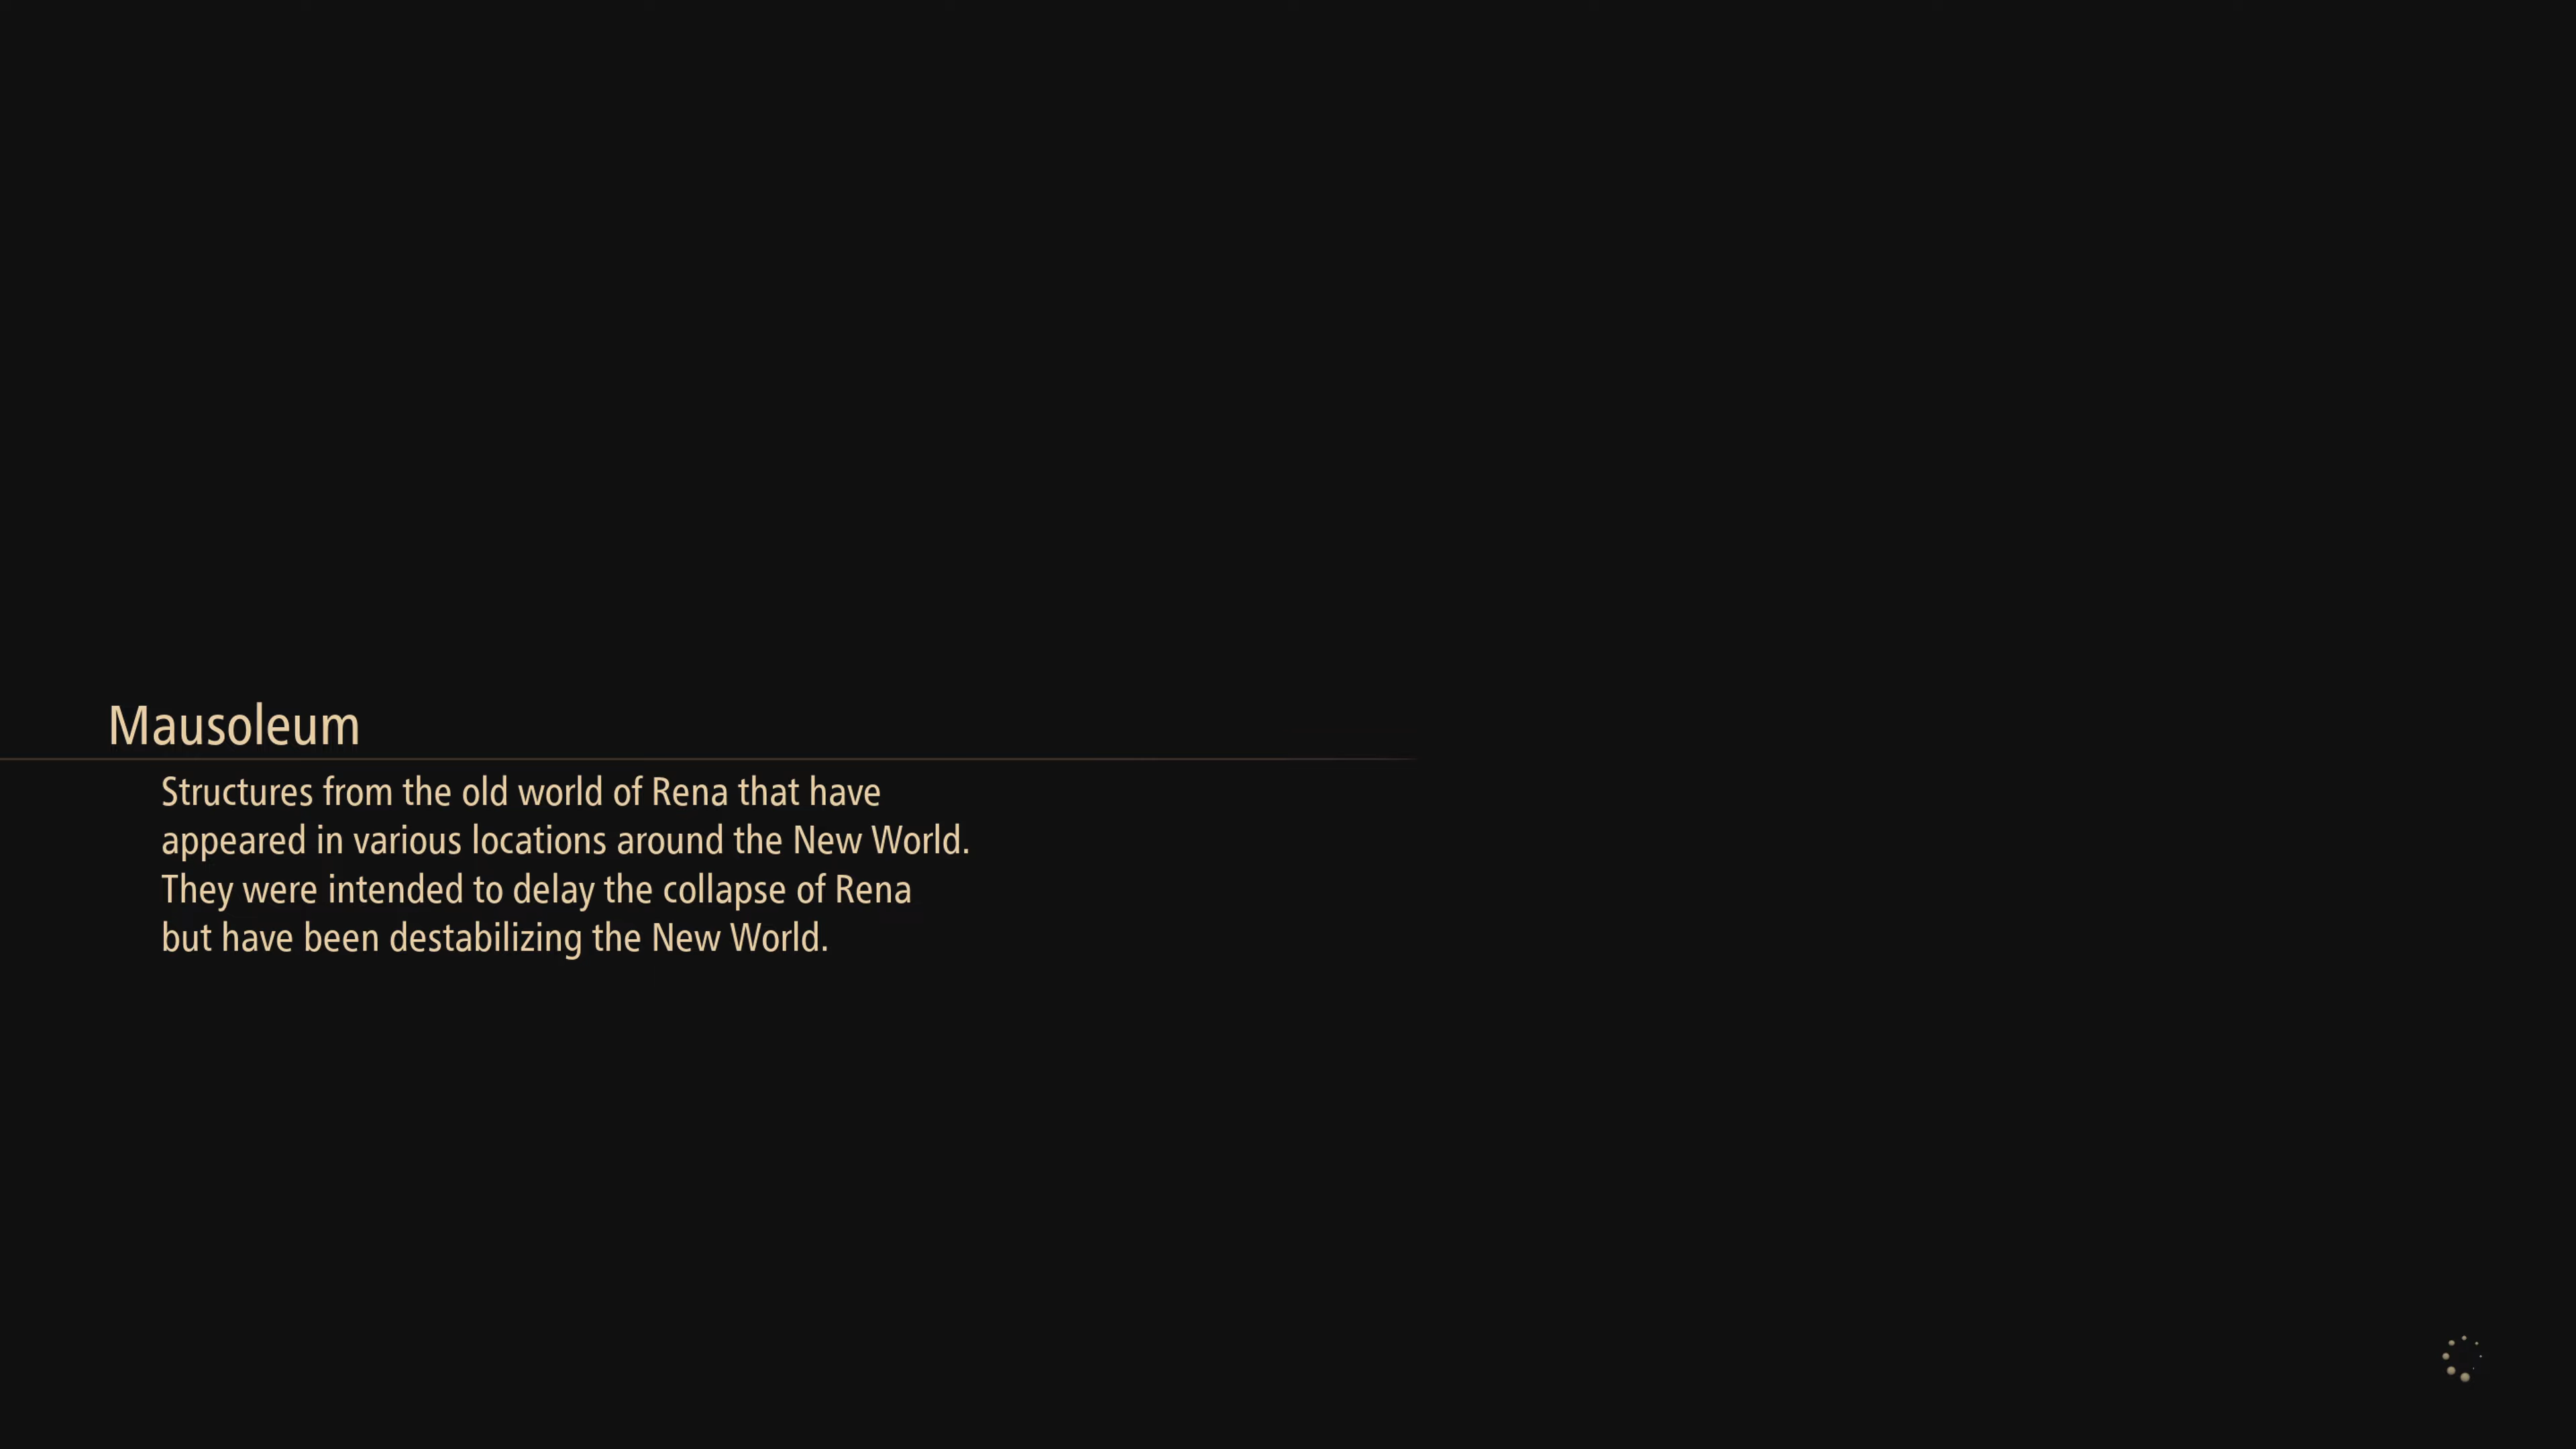 Mausoleum
Structures from the old world of Rena that have
appeared in various locations around the New World.
They were intended to delay the collapse of Rena
but have been destabilizing the New World.